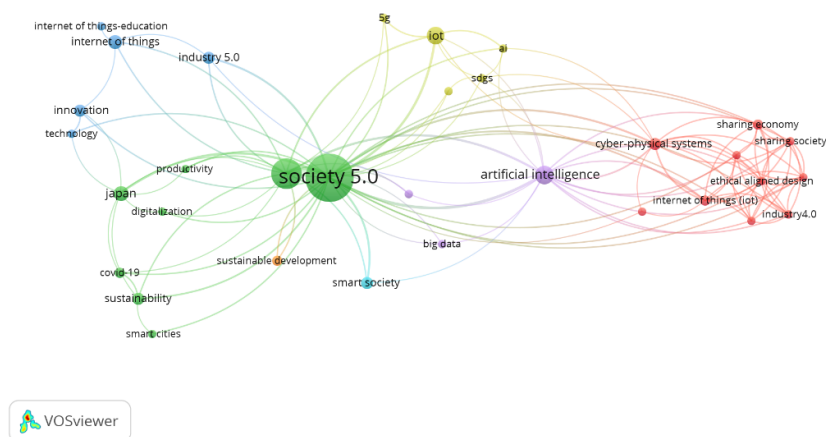 5g
internet of things-education
internet of things
iot
industry 5.0
ai
sdgs
innovation
sharing economy
technology
cyber-physical systems
sharing society
productivity
society 5.0
artificial intelligence
ethical aligned design
japan
internet of things (iot)
digitalization
industry4.0
big data
sustainable development
covid-19
smart society
sustainability
smart cities
VOSviewer